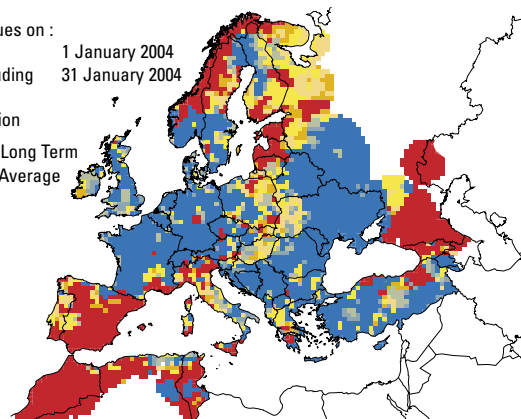 ues on :
1 January 2004
ding 31 January 2004
ion
Long Term
Average